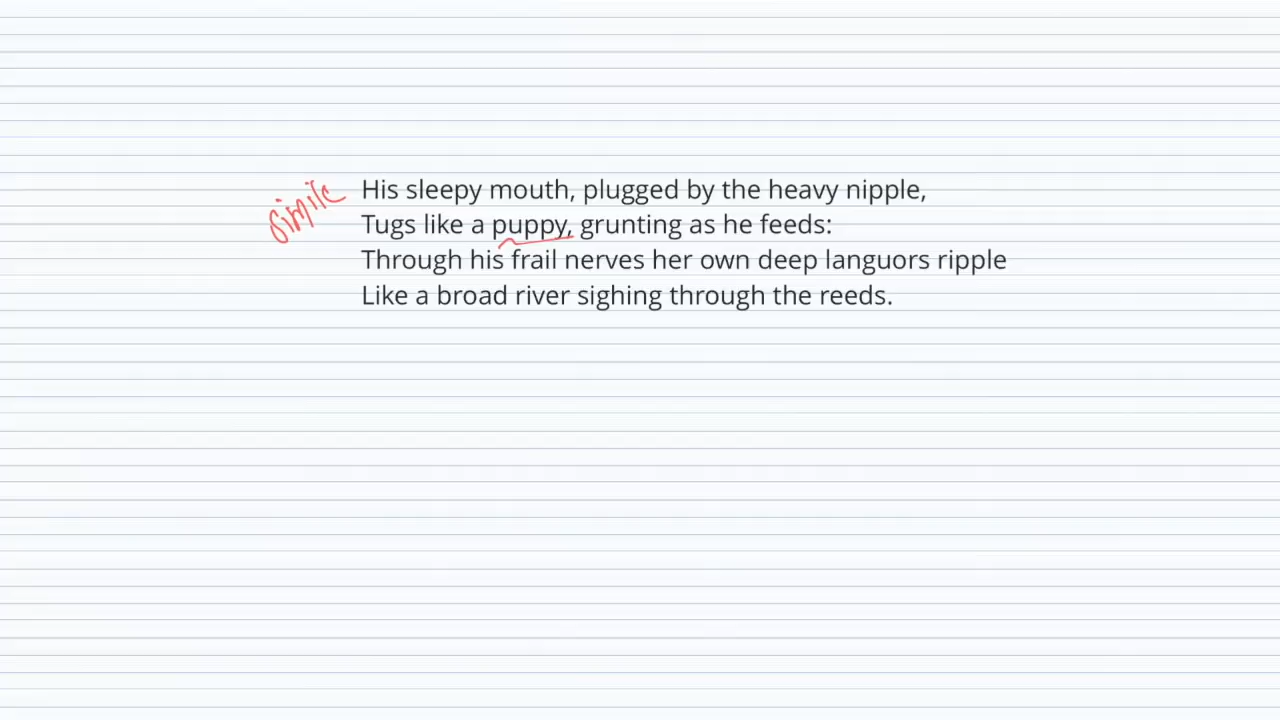 simile
His sleepy mouth, plugged by the heavy nipple,
Tugs like a puppy, grunting as he feeds:
Through his frail nerves her own deep languors ripple
Like a broad river sighing through the reeds.